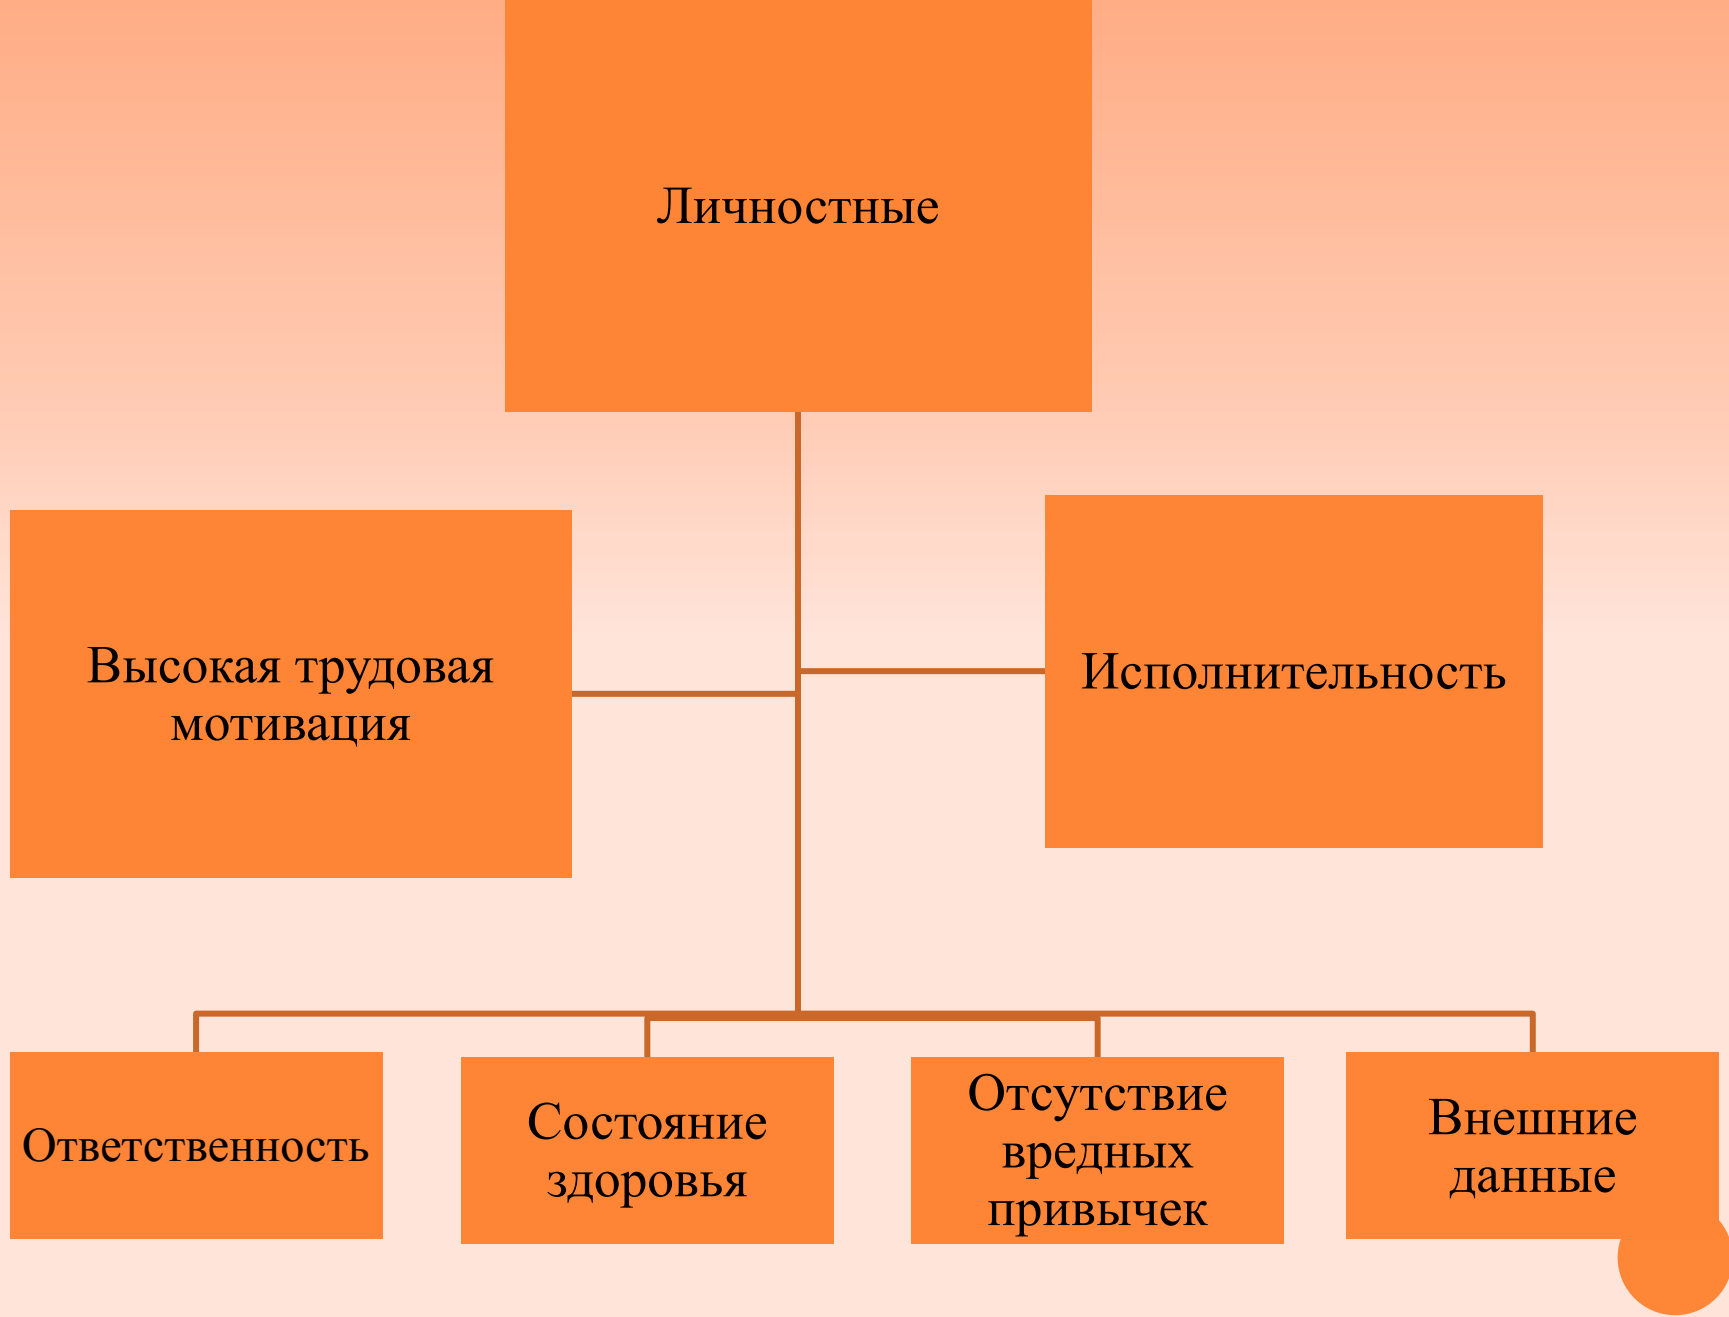 Личностные
Высокая трудовая
мотивация
Исполнительность
Ответственность
Состояние
здоровья
Отсутствие
вредных
привычек
Внешние
данные